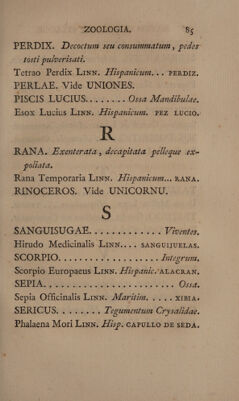 ZOOLOGIA. 85
PERDIX. Decoctum seu consummatum, pedes
tosti pulverisati.
Tetrao Perdix LINN. Hispanicum... PERDIZ.
PERLAE. Vide UNIONES.
PISCIS LUCIUS........ Ossa Mandibulae.
Esox Lucius LINN. Hispanicum. PEZ LUCIO.
R
RANA. Exenterata, decapitata pelleque ex-
poliata.
Rana Temporaria LINN. Hispanicum... RANA.
RINOCEROS. Vide UNICORNU.
S
SANGUISUGAE............ Viventes.
Hirudo Medicinalis LINN.... SANGUIJUELAS.
SCORPIO................... Integrum.
Scorpio Europaeus LINN. Hispanic. ALACRAN.
SEPIA....................... Ossa.
Sepia Officinalis LINN. Maritim..... XIBIA.
SERICUS........ Tegumentum Crysalidae.
Phalaena Mori LINN. Hisp. CAPULLO DE SEDA.